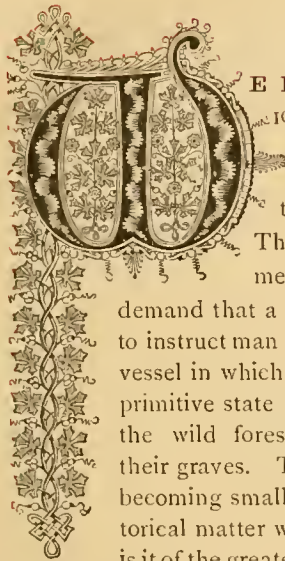 W E
t
Th
me
demand that a
to instruct man
vessel in which
primitive state
the wild fores
their graves. T
becoming small
torical matter w
is it of the greate